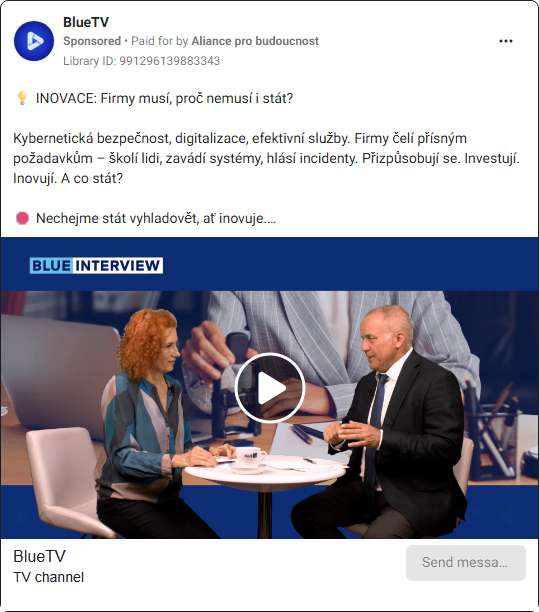 BlueTV
Sponsored • Paid for by Aliance pro budoucnost
Library ID: 991296139883343
💡 INOVACE: Firmy musí, proč nemusí i stát?
Kybernetická bezpečnost, digitalizace, efektivní služby. Firmy čelí přísným
požadavkům – školí lidi, zavádí systémy, hlásí incidenty. Přizpůsobují se. Investují.
Inovují. A co stát?
Nechejme stát vyhladovět, ať inovuje....
BLUE INTERVIEW
BlueTV
TV channel
Send messa...